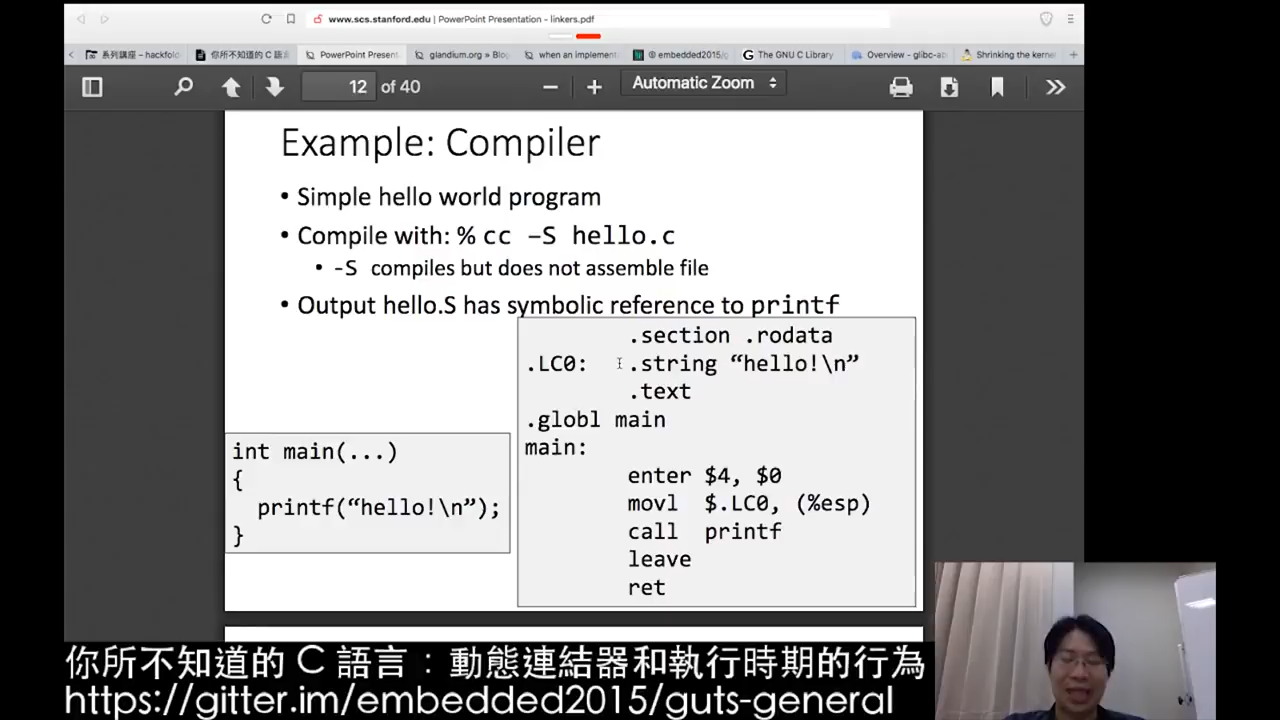 www.scs.stanford.edu | PowerPoint Presentation - linkers.pdf
系列講座 – hackfold
你所不知道的 C 語言
PowerPoint Present
glandium.org » Blog
when an implement
@ embedded2015/g
The GNU C Library
Overview - glibc-ab
Shrinking the kerne
12 of 40
Automatic Zoom
Example: Compiler
• Simple hello world program
• Compile with: % cc –S hello.c
• -S compiles but does not assemble file
• Output hello.S has symbolic reference to printf
.section .rodata
.LC0: .string “hello!\n”
.text
.globl main
main:
enter $4, $0
movl $.LC0, (%esp)
call printf
leave
ret
int main(...)
{
printf(“hello!\n”);
}
你所不知道的 C 語言：動態連結器和執行時期的行為
https://gitter.im/embedded2015/guts-general